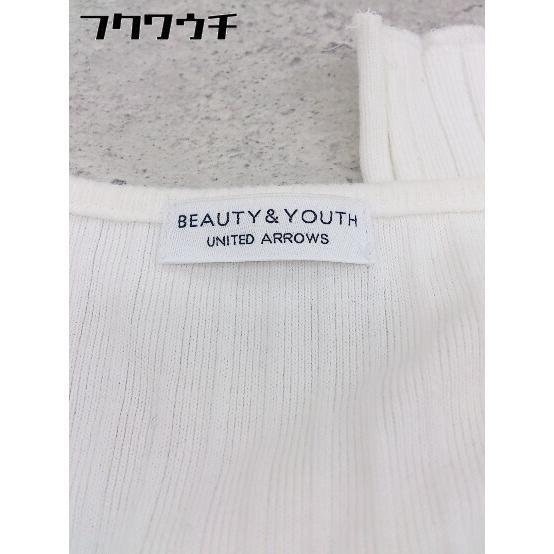 フクワウチ
BEAUTY & YOUTH
UNITED ARROWS